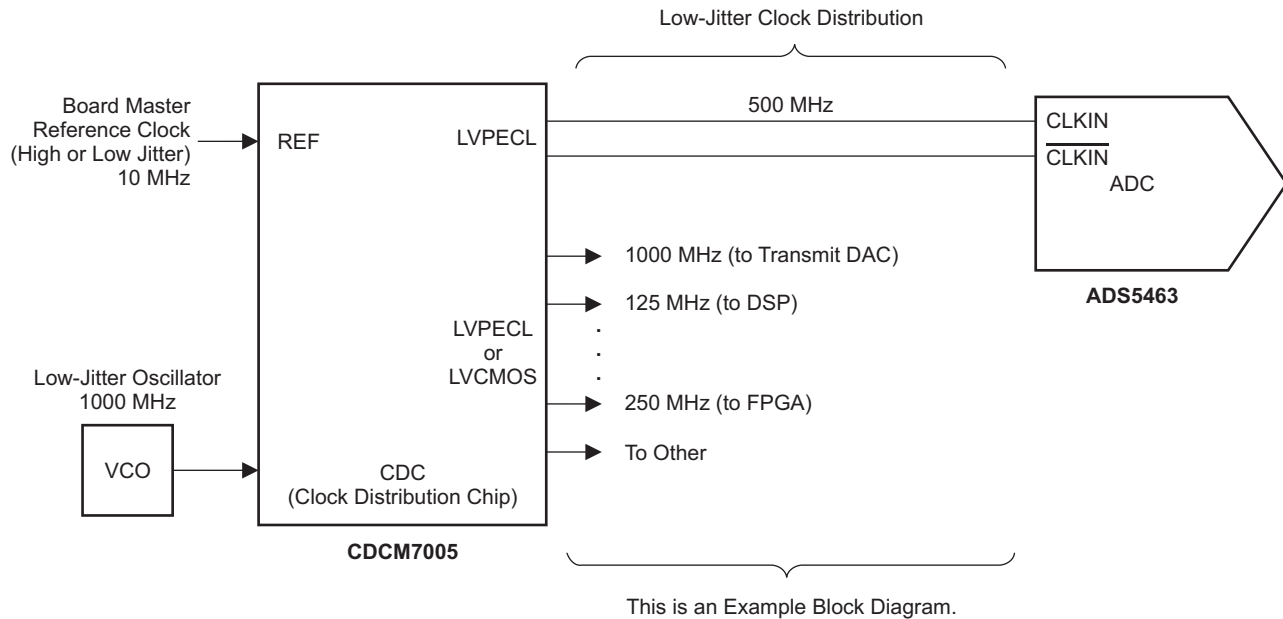 Low-Jitter Clock Distribution
Board Master
Reference Clock
(High or Low Jitter)
10 MHz
REF
LVPECL
500 MHz
CLKIN
CLKIN
ADC
ADS5463
1000 MHz (to Transmit DAC)
125 MHz (to DSP)
LVPECL
or
LVCMOS
250 MHz (to FPGA)
To Other
Low-Jitter Oscillator
1000 MHz
VCO
CDC
(Clock Distribution Chip)
CDCM7005
This is an Example Block Diagram.